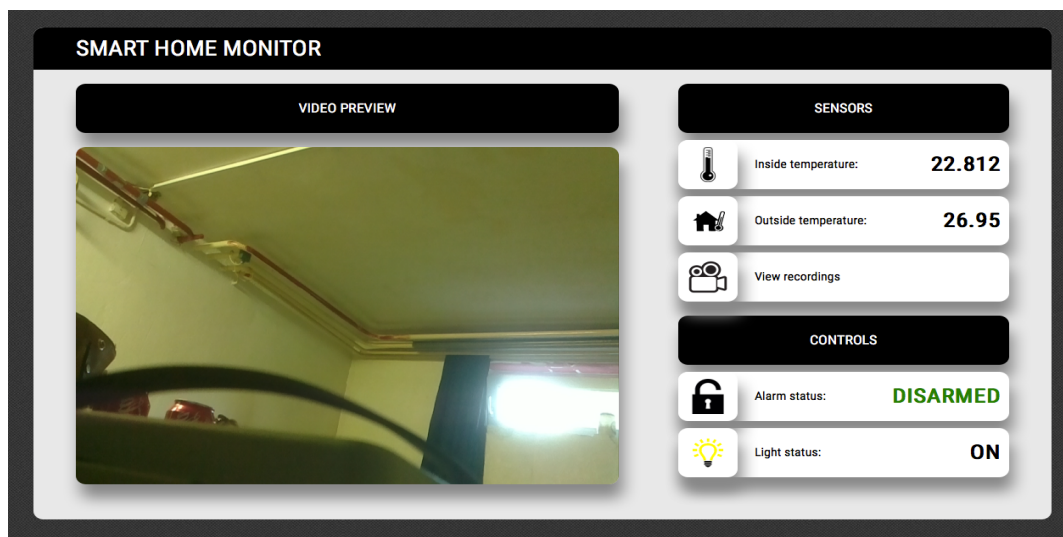 SMART HOME MONITOR
VIDEO PREVIEW
SENSORS
Inside temperature: 22.812
Outside temperature: 26.95
View recordings
CONTROLS
Alarm status: DISARMED
Light status: ON